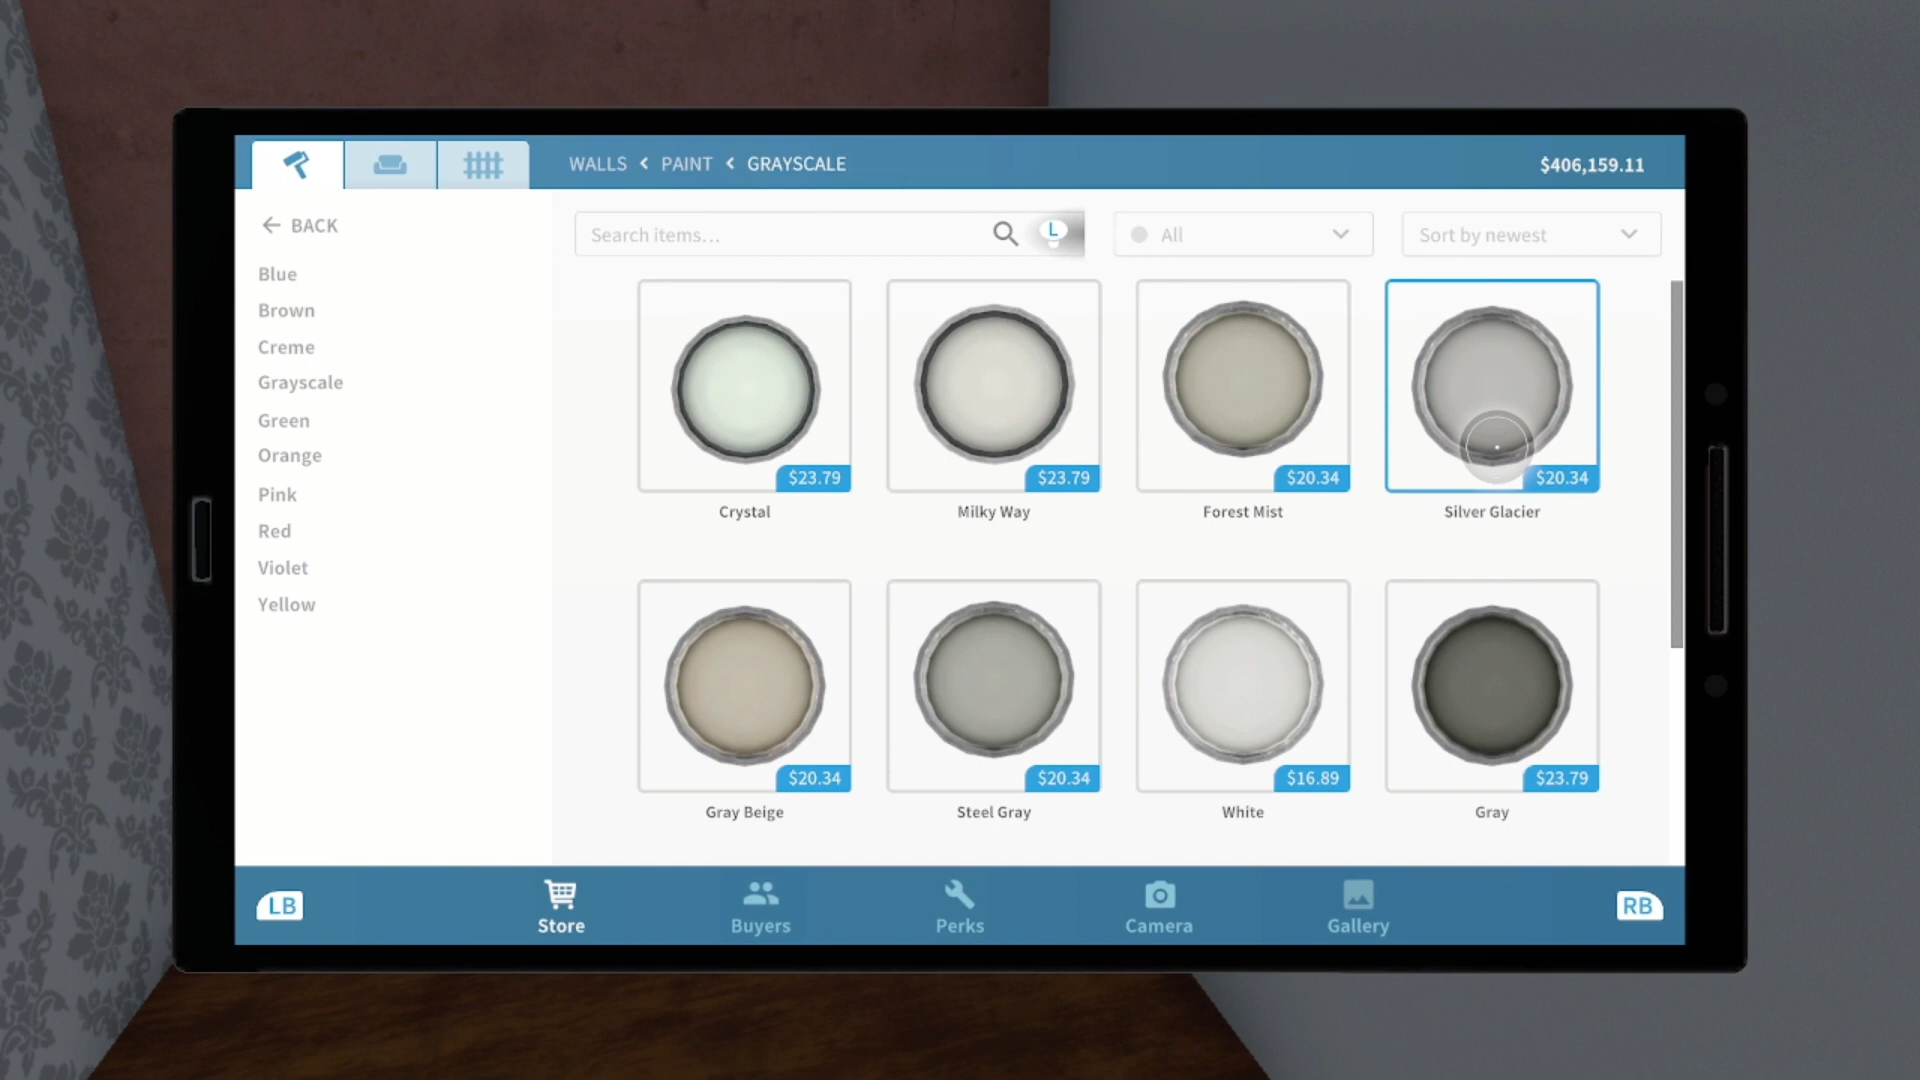 WALLS < PAINT < GRAYSCALE
$406,159.11
BACK
Search items...
L
All
Sort by newest
Blue
Brown
Creme
Grayscale
Green
Orange
Pink
Red
Violet
Yellow
$23.79
$23.79
$20.34
$20.34
Crystal
Milky Way
Forest Mist
Silver Glacier
$20.34
$20.34
$16.89
$23.79
Gray Beige
Steel Gray
White
Gray
LB
Store
Buyers
Perks
Camera
Gallery
RB